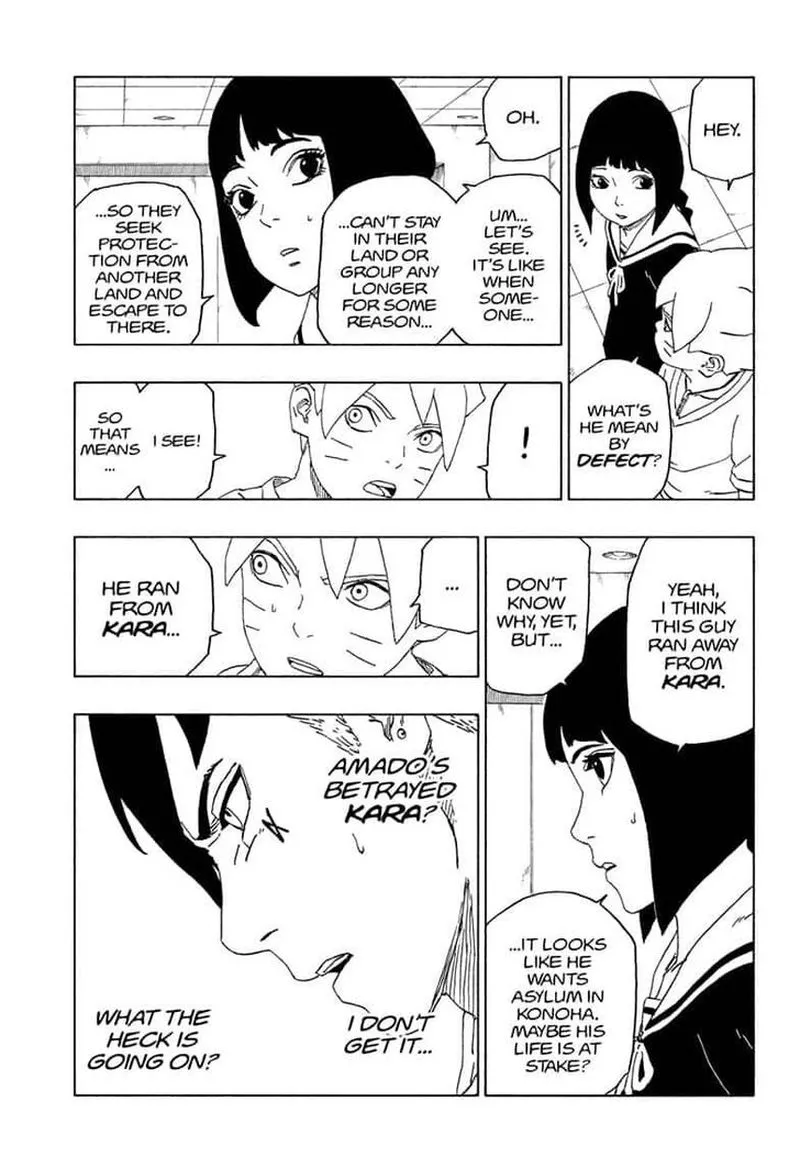 HEY.
WHAT'S
HE MEAN
BY
DEFECT?
OH.
UM...
LET'S
SEE.
IT'S LIKE
WHEN
SOME-
ONE...
...CAN'T STAY
IN THEIR
LAND OR
GROUP ANY
LONGER
FOR SOME
REASON...
...SO THEY
SEEK
PROTEC-
TION FROM
ANOTHER
LAND AND
ESCAPE TO
THERE.
!
I SEE!
SO
THAT
MEANS
...
YEAH,
I THINK
THIS GUY
RAN AWAY
FROM
KARA.
DON'T
KNOW
WHY, YET,
BUT...
...IT LOOKS
LIKE HE
WANTS
ASYLUM IN
KONOHA.
MAYBE HIS
LIFE IS AT
STAKE?
...
HE RAN
FROM
KARA...
AMADO'S
BETRAYED
KARA?
I DON'T
GET IT...
WHAT THE
HECK IS
GOING ON?